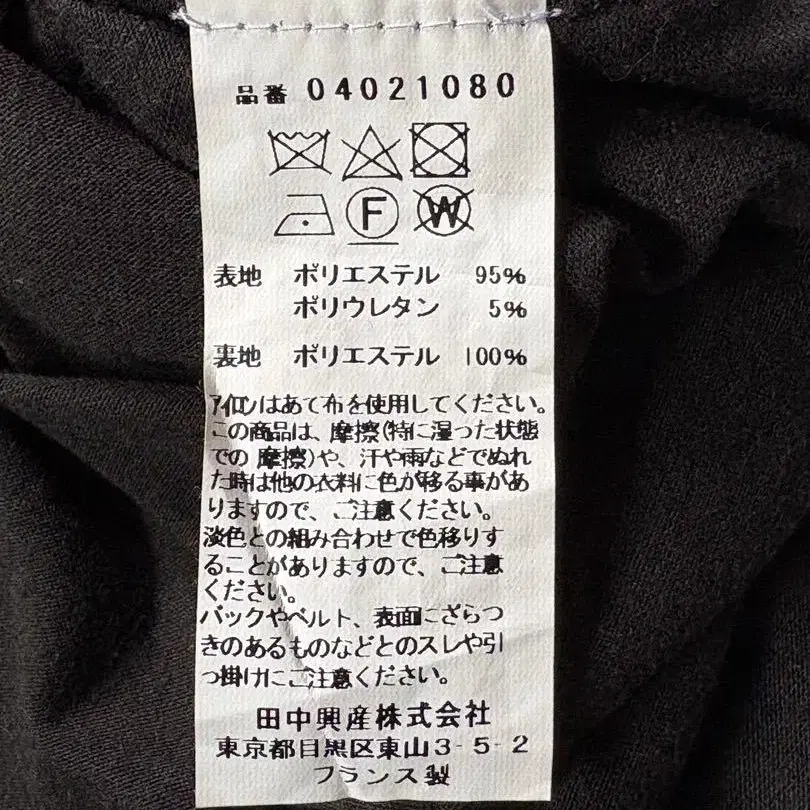 品番 04021080
F W
表地 ポリエステル 95%
ポリウレタン 5%
裏地 ポリエステル 100%
アイロンはあて布を使用してください。
この商品は、摩擦(特に湿った状態
での摩擦)や、汗や雨などでぬれ
た時は他の衣料に色が移る事があ
りますので、ご注意ください。
淡色との組み合わせで色移りす
ることがありますので、ご注意
ください。
バックやベルト、表面にざらつ
きのあるものなどとのスレや引
っ掛けにご注意ください。
田中興産株式会社
東京都目黒区東山3-5-2
フランス製